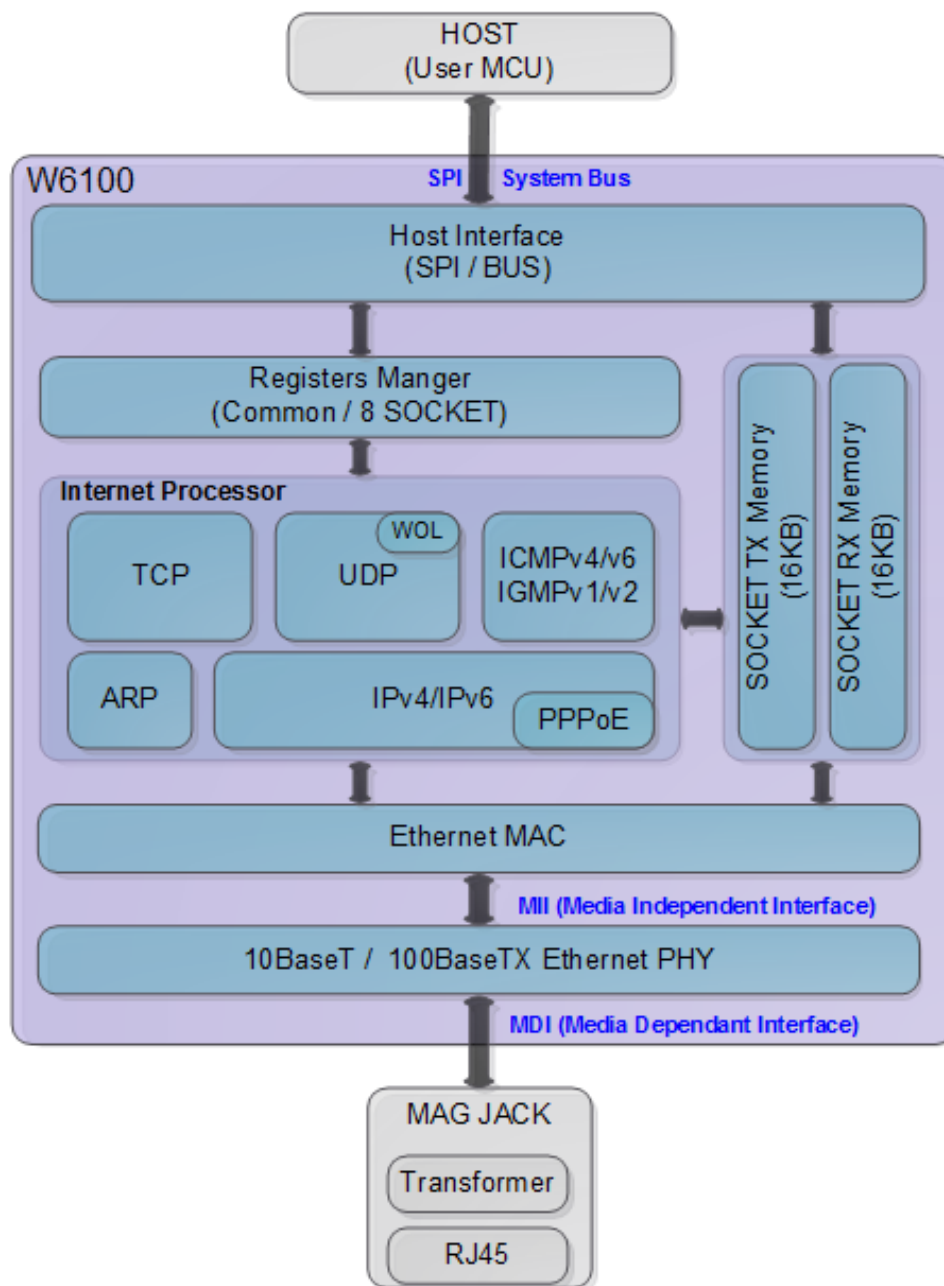 HOST
(User MCU)
W6100
SPI System Bus
Host Interface
(SPI / BUS)
Registers Manger
(Common / 8 SOCKET)
Internet Processor
TCP
UDP
WOL
ICMPv4/v6
IGMPv1/v2
ARP
IPv4/IPv6
PPPoE
SOCKET TX Memory
(16KB)
SOCKET RX Memory
(16KB)
Ethernet MAC
MII (Media Independent Interface)
10BaseT / 100BaseTX Ethernet PHY
MDI (Media Dependant Interface)
MAG JACK
Transformer
RJ45